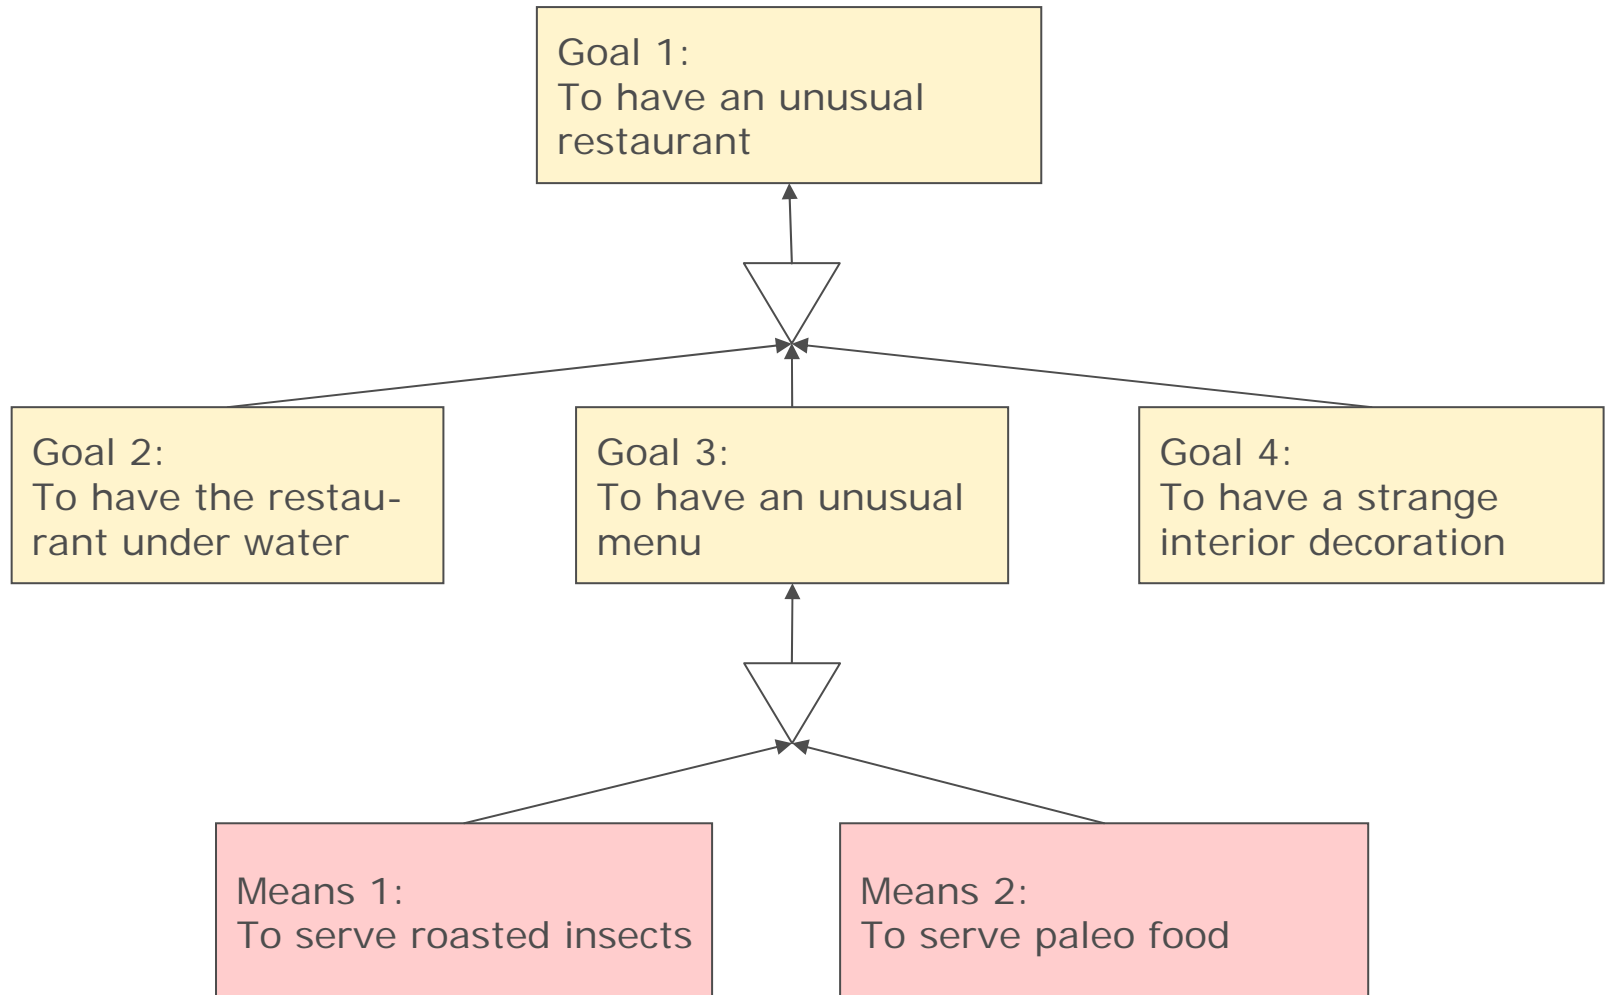 Goal 1:
To have an unusual
restaurant
Goal 2:
To have the restau-
rant under water
Goal 3:
To have an unusual
menu
Goal 4:
To have a strange
interior decoration
Means 1:
To serve roasted insects
Means 2:
To serve paleo food